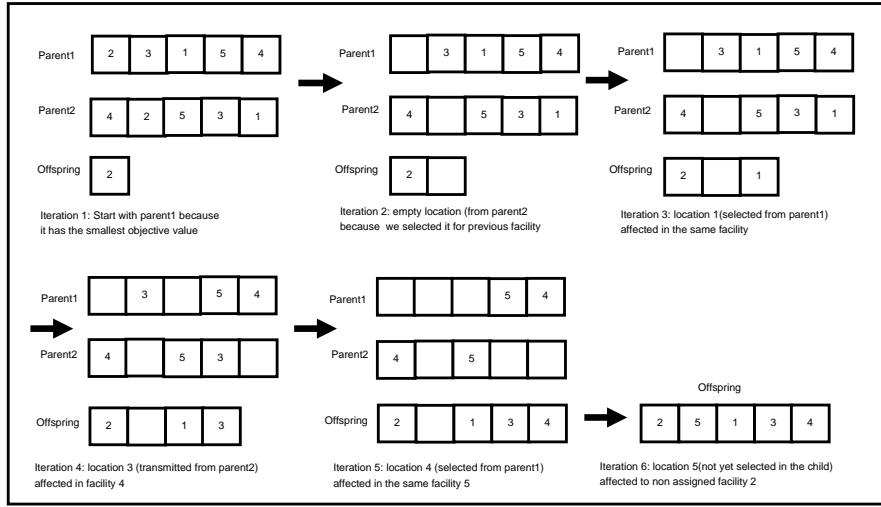 Parent1 2 3 1 5 4
Parent2 4 2 5 3 1
Offspring 2
Iteration 1: Start with parent1 because
it has the smallest objective value
Parent1 3 1 5 4
Parent2 4 5 3 1
Offspring 2
Iteration 2: empty location (from parent2
because we selected it for previous facility
Parent1 3 1 5 4
Parent2 4 5 3 1
Offspring 2 1
Iteration 3: location 1(selected from parent1)
affected in the same facility
Parent1 3 5 4
Parent2 4 5 3
Offspring 2 1 3
Iteration 4: location 3 (transmitted from parent2)
affected in facility 4
Parent1 5 4
Parent2 4 5
Offspring 2 1 3 4
Iteration 5: location 4 (selected from parent1)
affected in the same facility 5
Offspring
2 5 1 3 4
Iteration 6: location 5(not yet selected in the child)
affected to non assigned facility 2